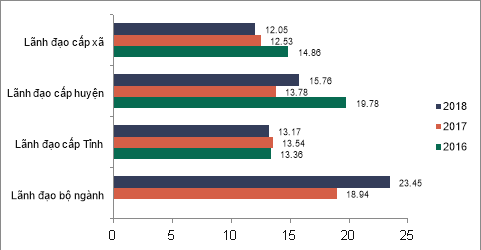 Lãnh đạo cấp xã
12.05
12.53
14.86
Lãnh đạo cấp huyện
15.76
13.78
19.78
Lãnh đạo cấp Tỉnh
13.17
13.54
13.36
Lãnh đạo bộ ngành
23.45
18.94
2018
2017
2016
0 5 10 15 20 25